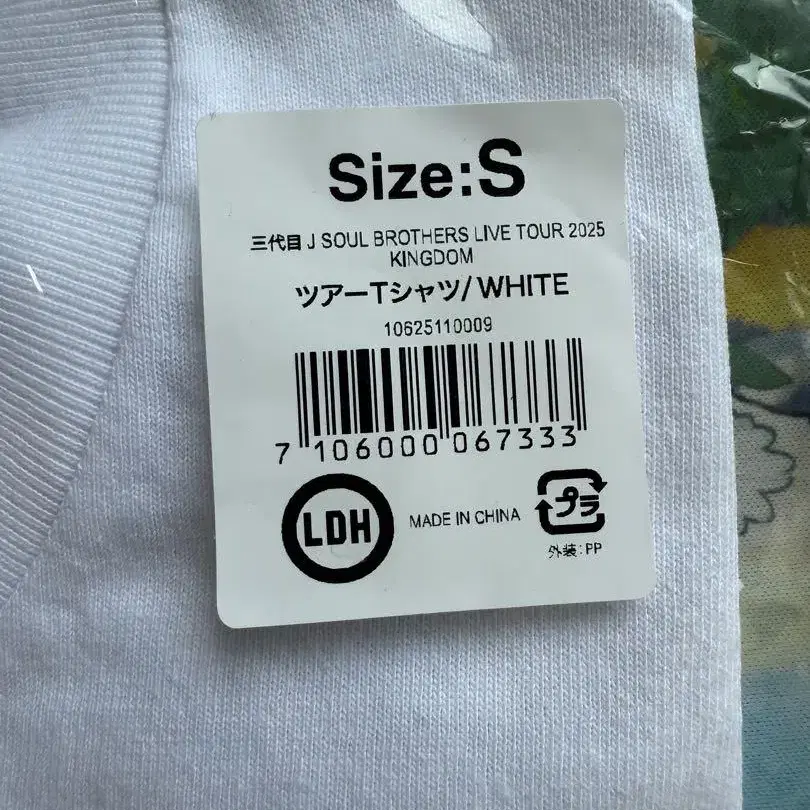 Size:S
三代目 J SOUL BROTHERS LIVE TOUR 2025
KINGDOM
ツアーTシャツ/ WHITE
10625110009
7 106000 067333
LDH
MADE IN CHINA
プラ
外装:PP